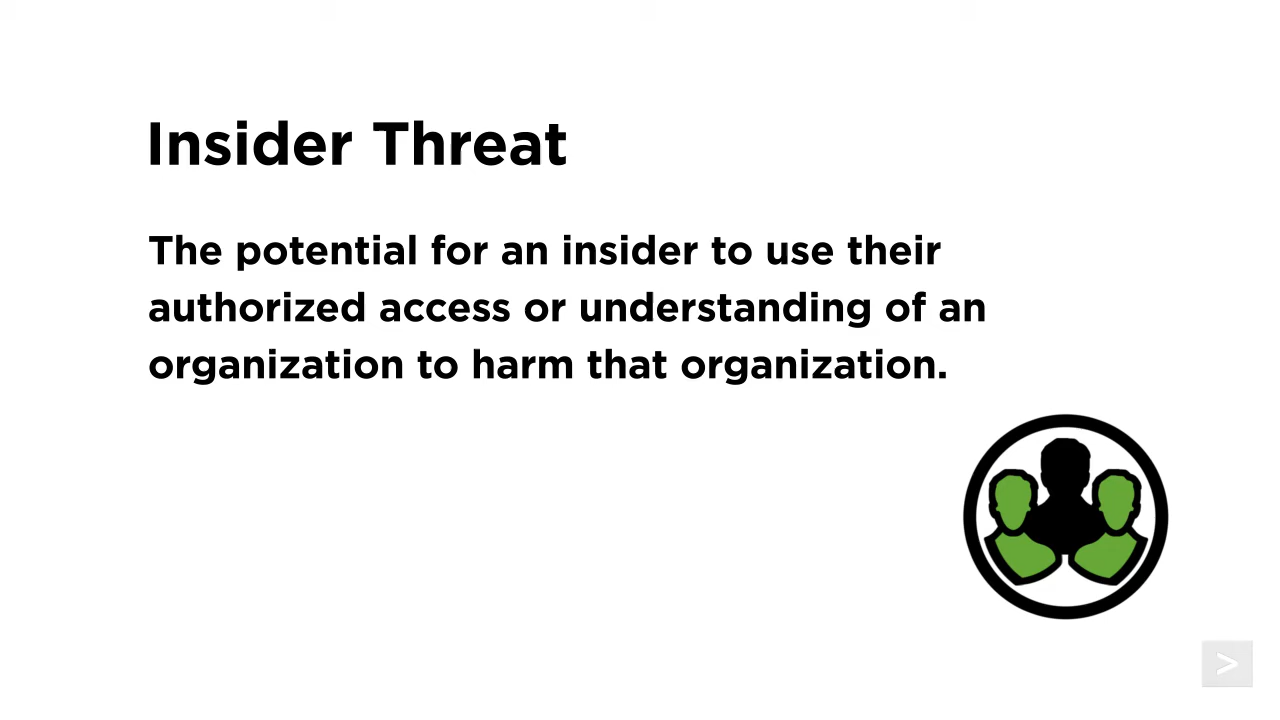 Insider Threat
The potential for an insider to use their
authorized access or understanding of an
organization to harm that organization.
>